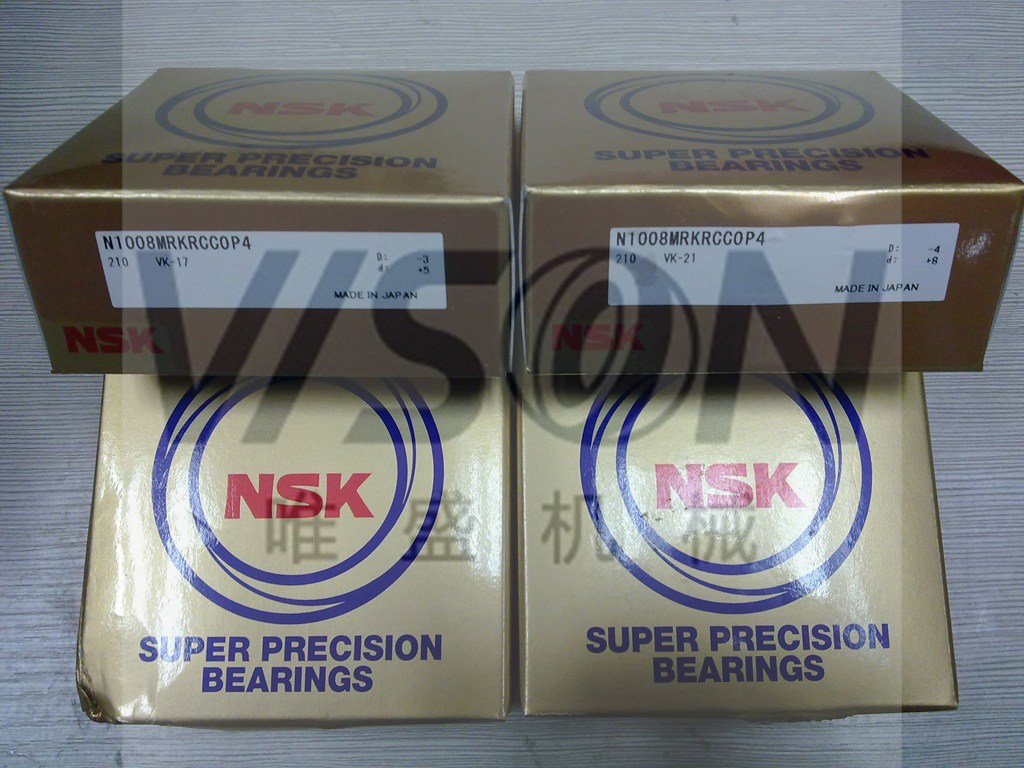 NSK
SUPER PRECISION
BEARINGS
N1008MRKRCC0P4
210 VK-17 D: -3
d: +5
MADE IN JAPAN
NSK
NSK
SUPER PRECISION
BEARINGS
N1008MRKRCC0P4
210 VK-21 D: -4
d: +8
MADE IN JAPAN
NSK
VISON
唯盛机械
NSK
SUPER PRECISION
BEARINGS
NSK
SUPER PRECISION
BEARINGS